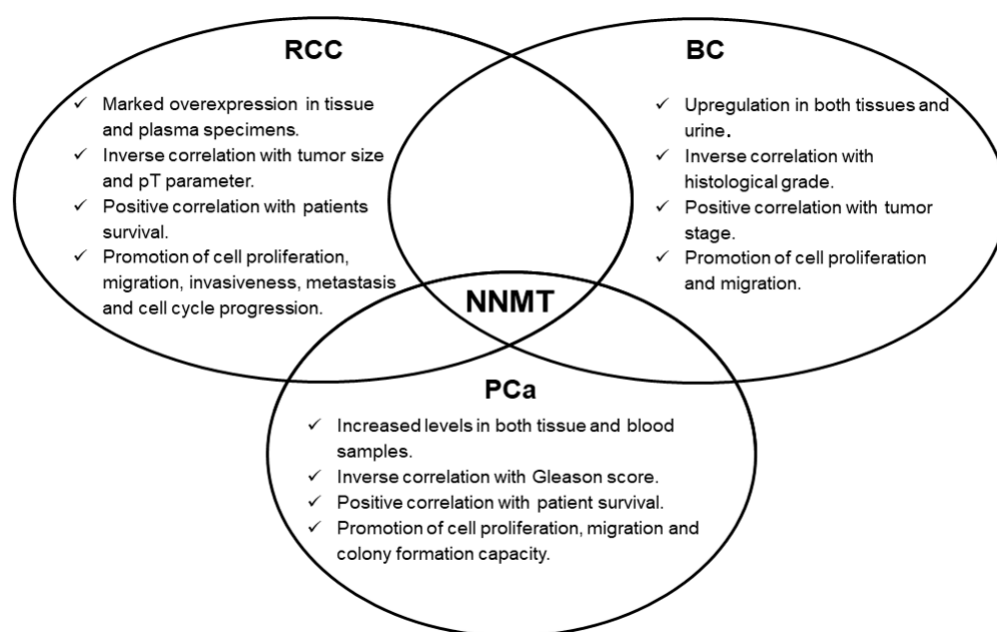 RCC
✓ Marked overexpression in tissue
and plasma specimens.
✓ Inverse correlation with tumor size
and pT parameter.
✓ Positive correlation with patients
survival.
✓ Promotion of cell proliferation,
migration, invasiveness, metastasis
and cell cycle progression.
BC
✓ Upregulation in both tissues and
urine.
✓ Inverse correlation with
histological grade.
✓ Positive correlation with tumor
stage.
✓ Promotion of cell proliferation
and migration.
NNMT
PCa
✓ Increased levels in both tissue and blood
samples.
✓ Inverse correlation with Gleason score.
✓ Positive correlation with patient survival.
✓ Promotion of cell proliferation, migration and
colony formation capacity.